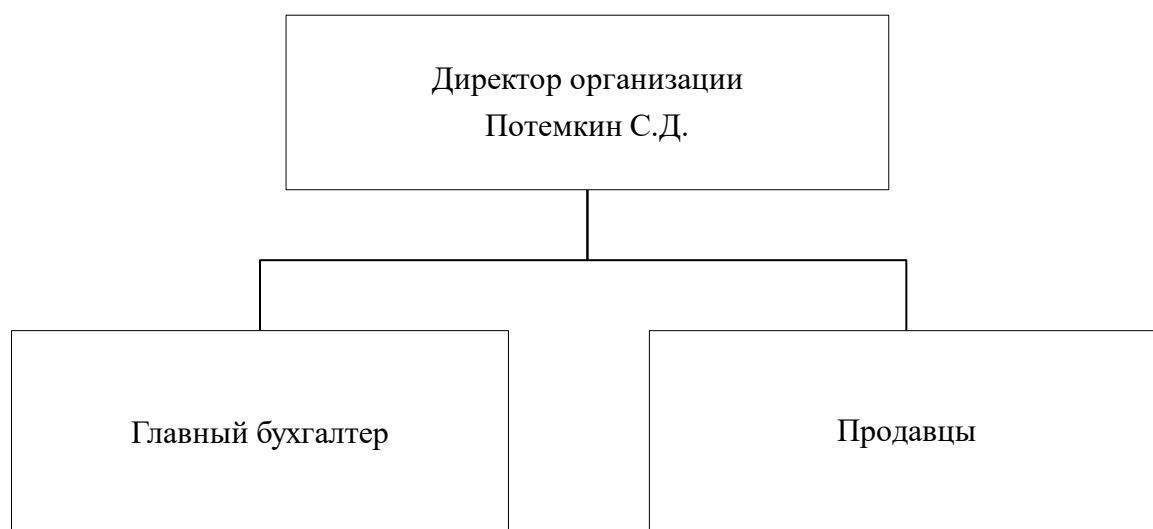 Директор организации
Потемкин С.Д.
Главный бухгалтер
Продавцы